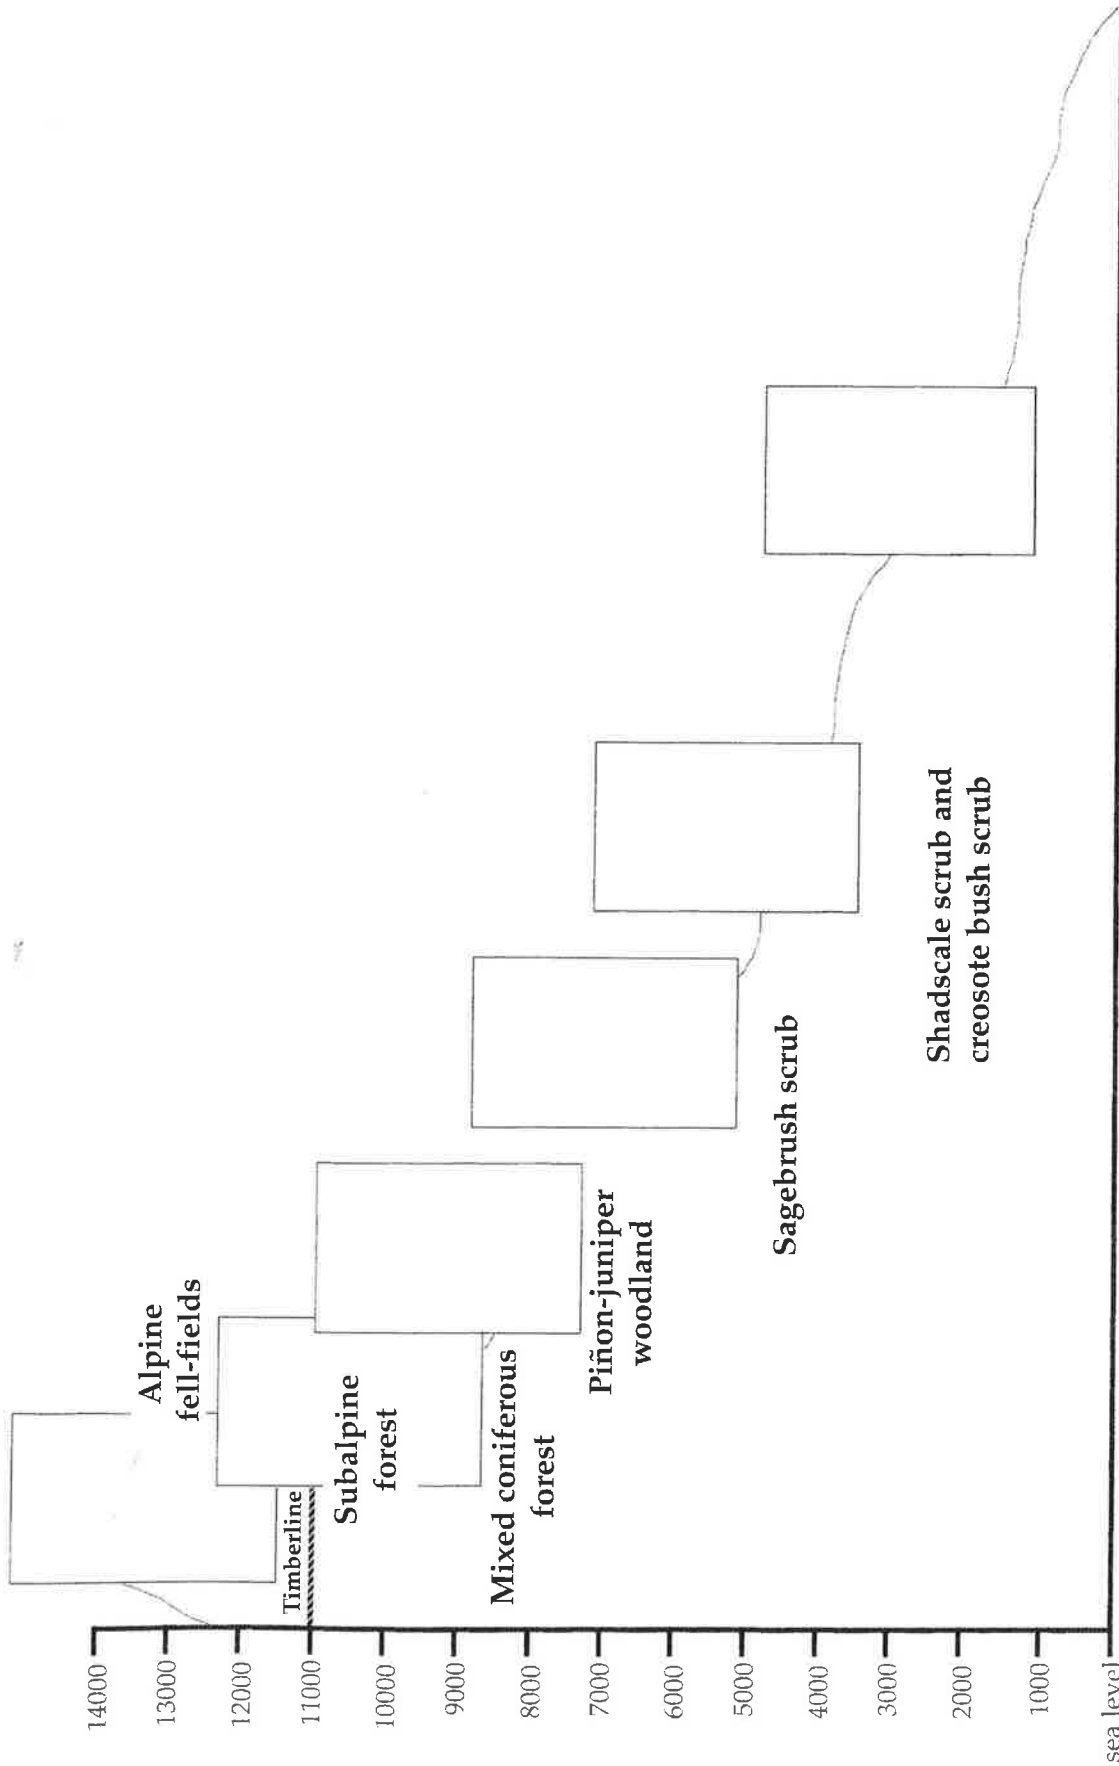 14000
13000
12000
11000
10000
9000
8000
7000
6000
5000
4000
3000
2000
1000
sea level
Timberline
Alpine
fell-fields
Subalpine
forest
Mixed coniferous
forest
Piñon-juniper
woodland
Sagebrush scrub
Shadscale scrub and
creosote bush scrub